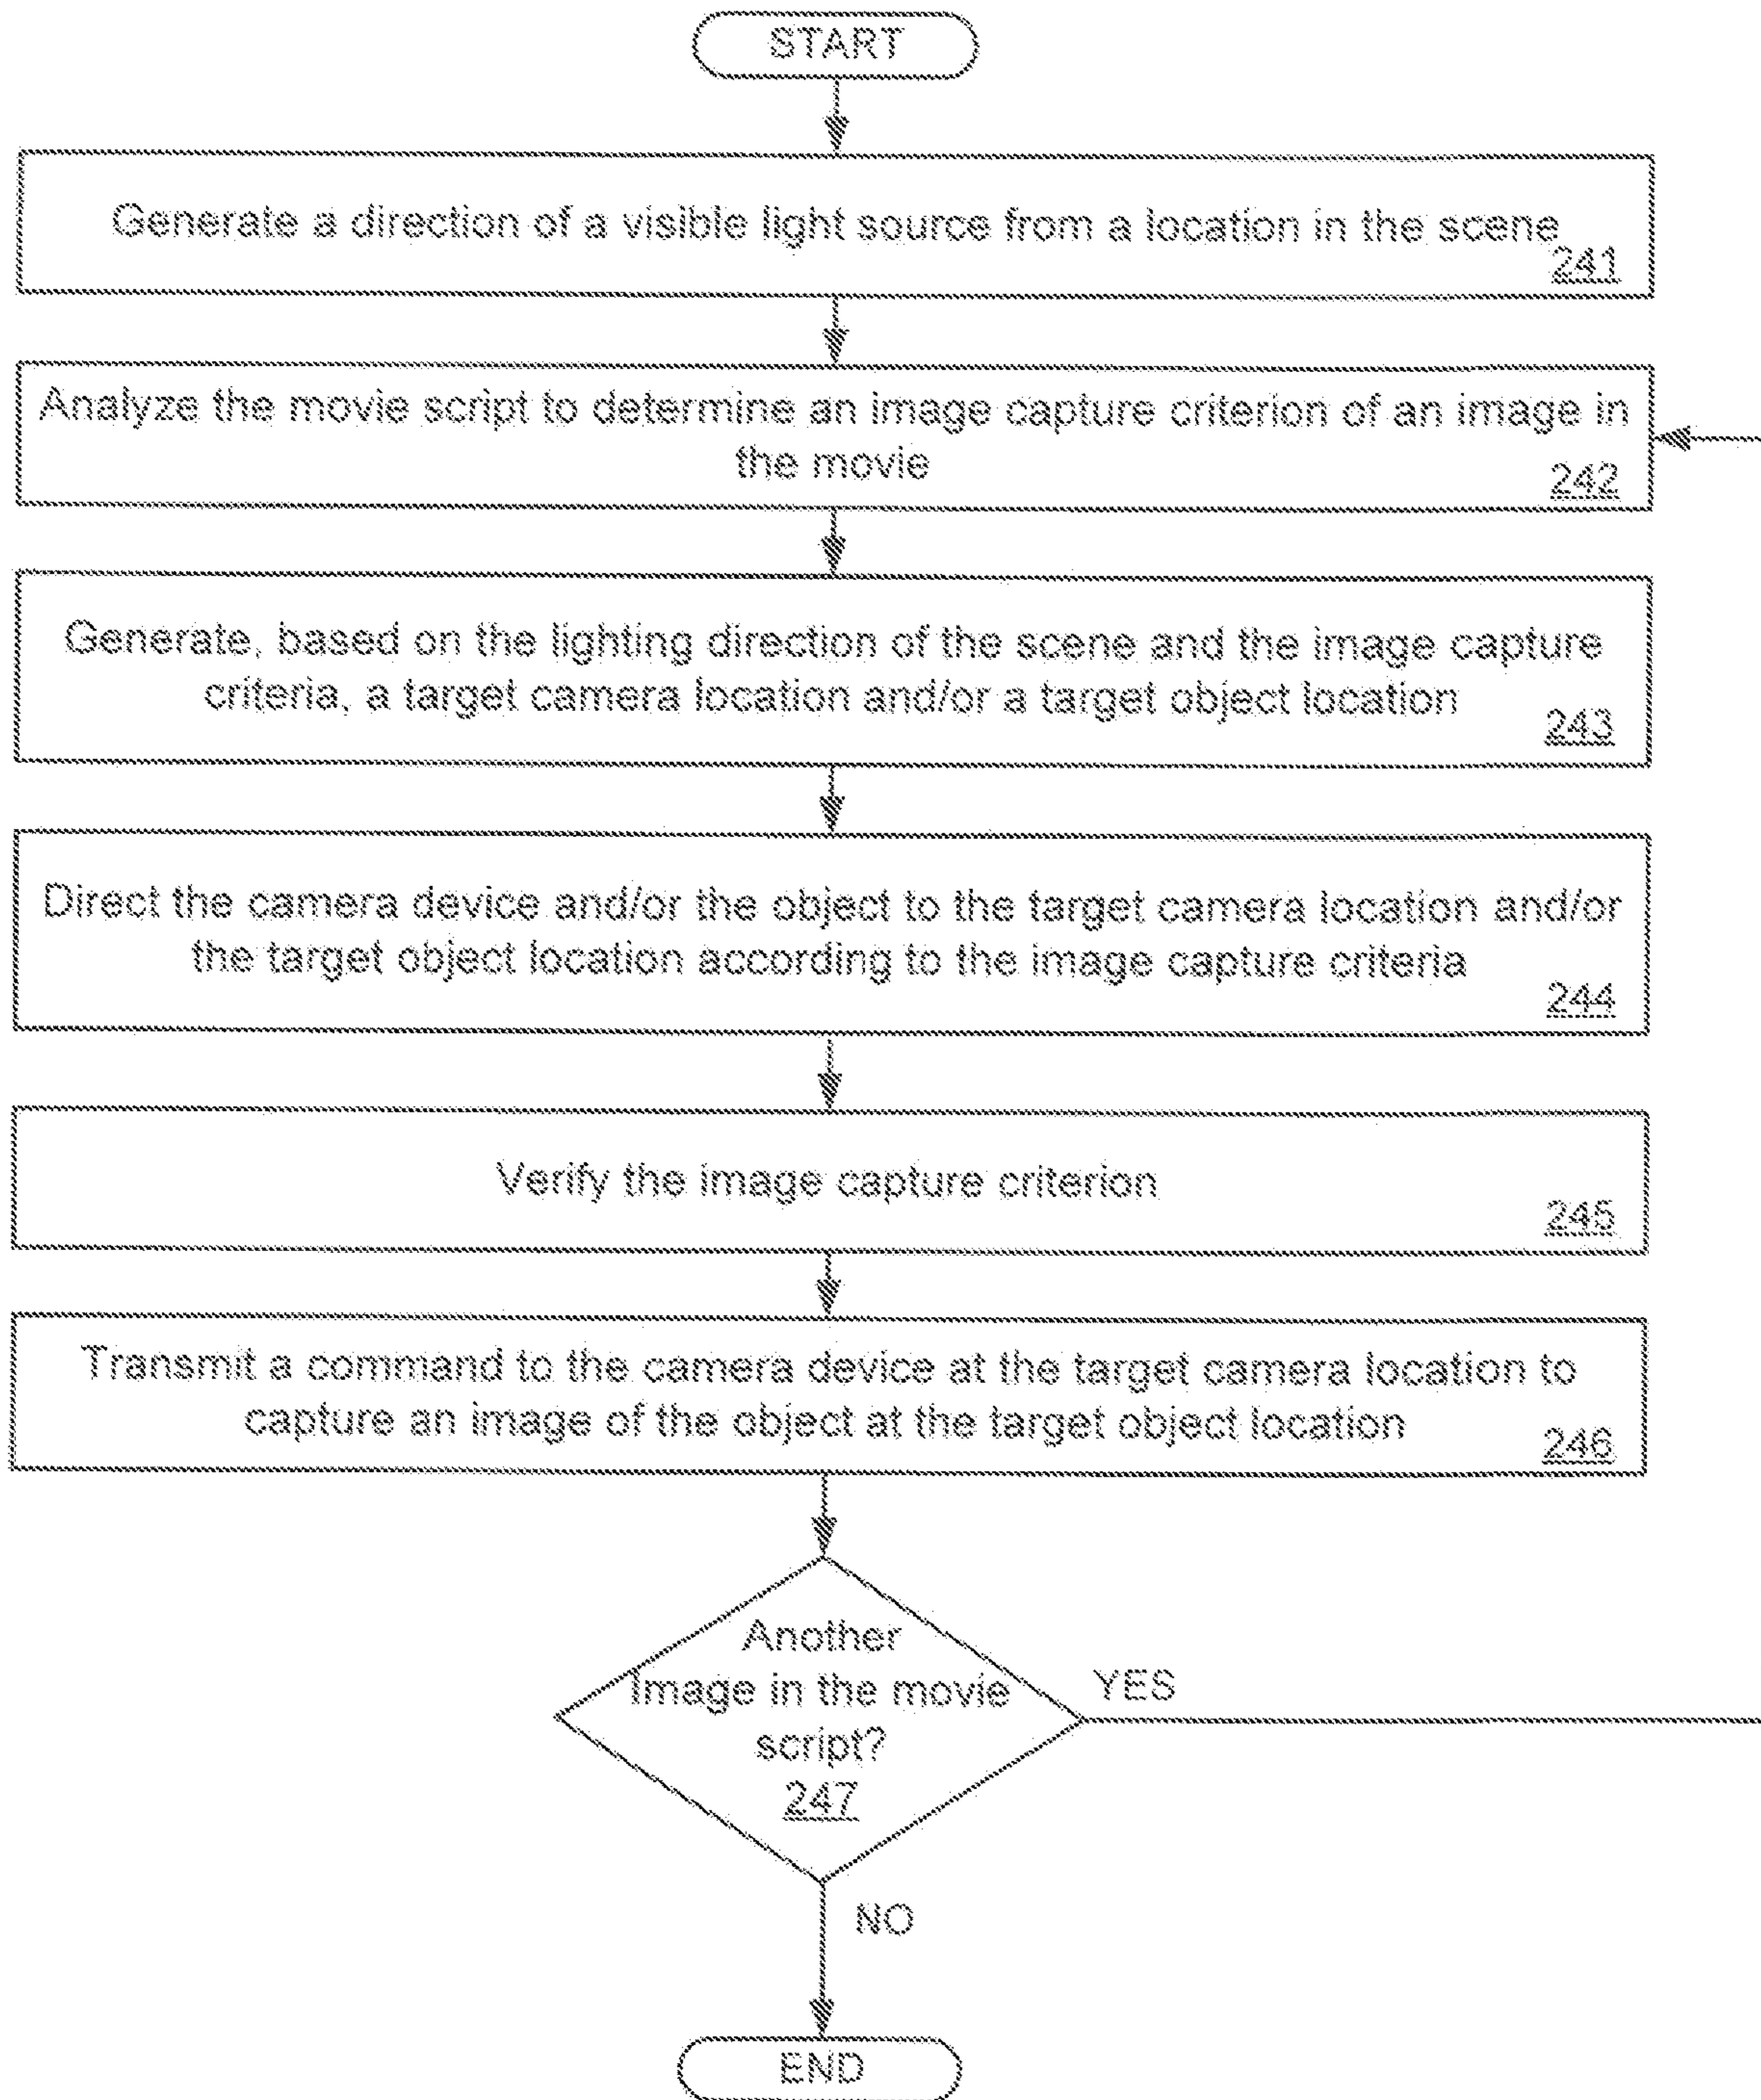 START
Generate a direction of a visible light source from a location in the scene
241
Analyze the movie script to determine an image capture criterion of an image in
the movie
242
Generate, based on the lighting direction of the scene and the image capture
criteria, a target camera location and/or a target object location
243
Direct the camera device and/or the object to the target camera location and/or
the target object location according to the image capture criteria
244
Verify the image capture criterion
245
Transmit a command to the camera device at the target camera location to
capture an image of the object at the target object location
246
Another
Image in the movie
script?
247
YES
NO
END